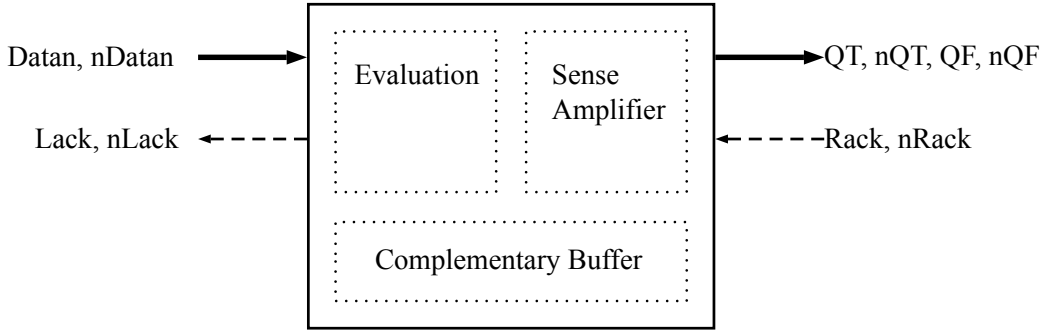 Datan, nDatan
Evaluation
Sense
Amplifier
QT, nQT, QF, nQF
Lack, nLack
Rack, nRack
Complementary Buffer